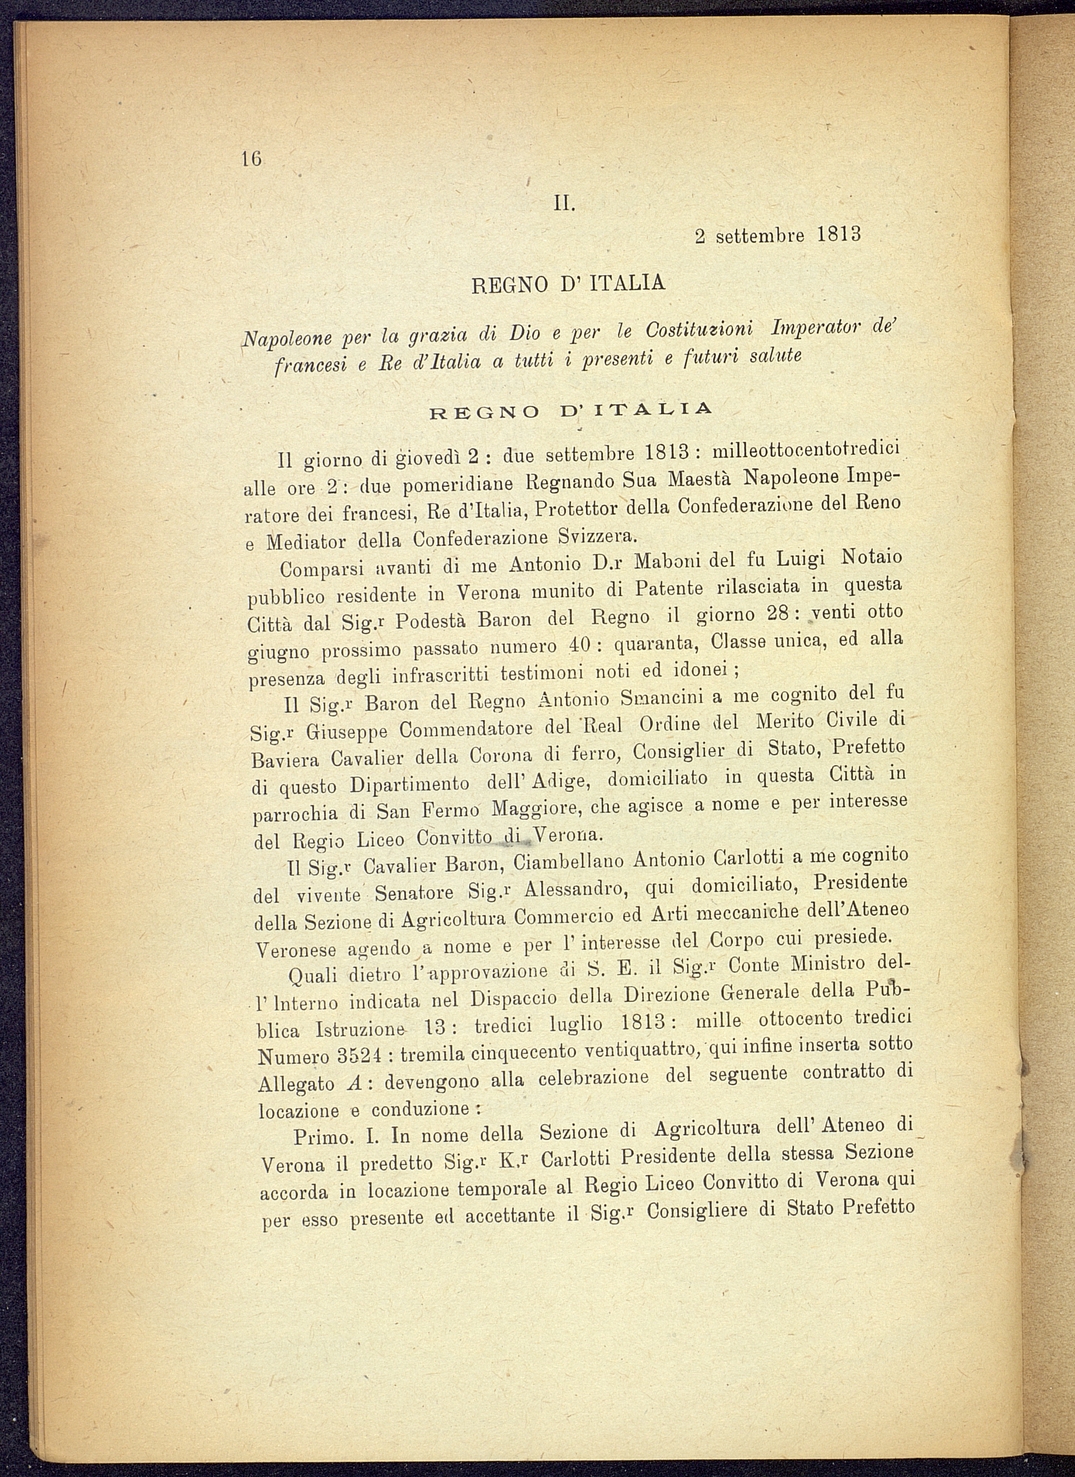 16
II.
2 settembre 1813
REGNO D' ITALIA
Napoleone per la grazia di Dio e per le Costituzioni Imperator de'
francesi e Re d'Italia a tutti i presenti e futuri salute
REGNO D'ITALIA
Il giorno di giovedì 2 : due settembre 1813 : milleottocentotredici
alle ore 2 : due pomeridiane Regnando Sua Maestà Napoleone Impe-
ratore dei francesi, Re d'Italia, Protettor della Confederazione del Reno
e Mediator della Confederazione Svizzera.
Comparsi avanti di me Antonio D.r Maboni del fu Luigi Notaio
pubblico residente in Verona munito di Patente rilasciata in questa
Città dal Sig.r Podestà Baron del Regno il giorno 28 : venti otto
giugno prossimo passato numero 40 : quaranta, Classe unica, ed alla
presenza degli infrascritti testimoni noti ed idonei ;
Il Sig.r Baron del Regno Antonio Smancini a me cognito del fu
Sig.r Giuseppe Commendatore del Real Ordine del Merito Civile di
Baviera Cavalier della Corona di ferro, Consiglier di Stato, Prefetto
di questo Dipartimento dell' Adige, domiciliato in questa Città in
parrochia di San Fermo Maggiore, che agisce a nome e per interesse
del Regio Liceo Convitto di Verona.
Il Sig.r Cavalier Baron, Ciambellano Antonio Carlotti a me cognito
del vivente Senatore Sig.r Alessandro, qui domiciliato, Presidente
della Sezione di Agricoltura Commercio ed Arti meccaniche dell'Ateneo
Veronese agendo a nome e per l' interesse del Corpo cui presiede.
Quali dietro l'approvazione di S. E. il Sig.r Conte Ministro del-
l' Interno indicata nel Dispaccio della Direzione Generale della Pub-
blica Istruzione 13 : tredici luglio 1813 : mille ottocento tredici
Numero 3524 : tremila cinquecento ventiquattro, qui infine inserta sotto
Allegato A : devengono alla celebrazione del seguente contratto di
locazione e conduzione :
Primo. I. In nome della Sezione di Agricoltura dell' Ateneo di
Verona il predetto Sig.r K.r Carlotti Presidente della stessa Sezione
accorda in locazione temporale al Regio Liceo Convitto di Verona qui
per esso presente ed accettante il Sig.r Consigliere di Stato Prefetto